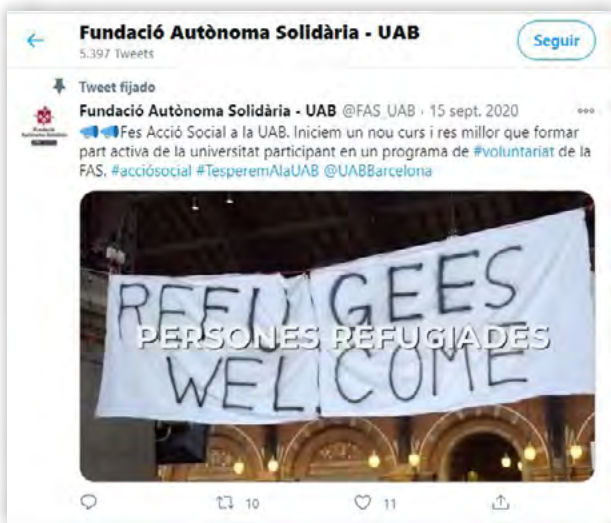 Fundació Autònoma Solidària - UAB
5.397 Tweets
Seguir
Tweet fijado
Fundació Autònoma Solidària - UAB @FAS_UAB · 15 sept. 2020
Fes Acció Social a la UAB. Iniciem un nou curs i res millor que formar
part activa de la universitat participant en un programa de #voluntariat de la
FAS. #acciósocial #TesperemAlaUAB @UABBarcelona
REFUGEES
PERSONES REFUGIADES
WELCOME
10
11